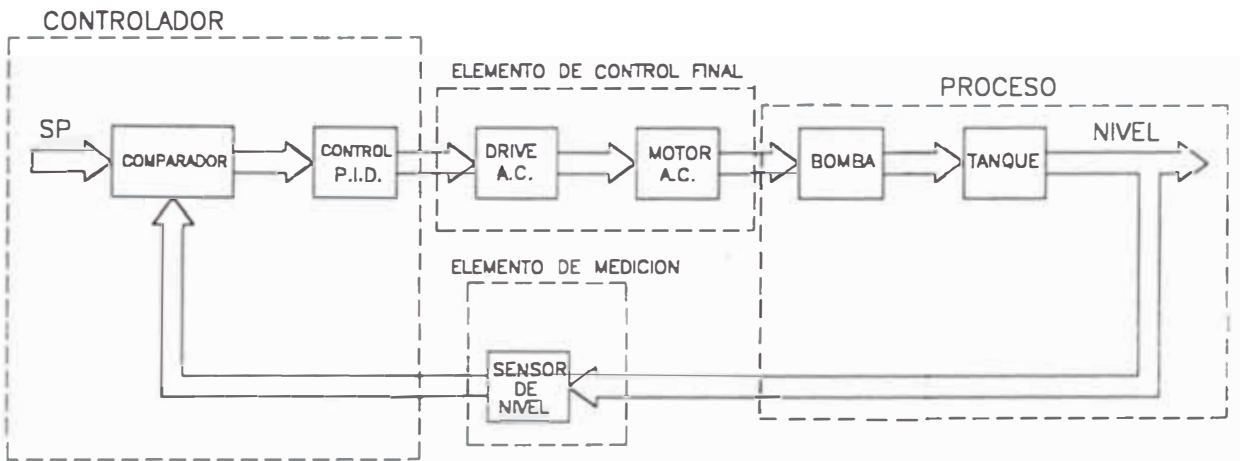 CONTROLADOR
ELEMENTO DE CONTROL FINAL
PROCESO
SP
COMPARADOR
CONTROL
P.I.D.
DRIVE
A.C.
MOTOR
A.C.
BOMBA
TANQUE
NIVEL
ELEMENTO DE MEDICION
SENSOR
DE
NIVEL